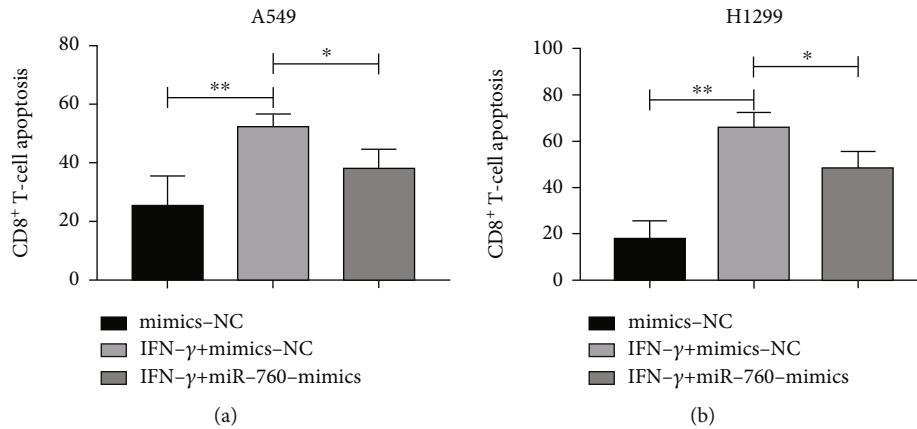 A549
CD8⁺ T-cell apoptosis
80
60
40
20
0
**
*
mimics–NC
IFN–γ+mimics–NC
IFN–γ+miR–760–mimics
(a)
H1299
CD8⁺ T-cell apoptosis
100
80
60
40
20
0
**
*
mimics–NC
IFN–γ+mimics–NC
IFN–γ+miR–760–mimics
(b)